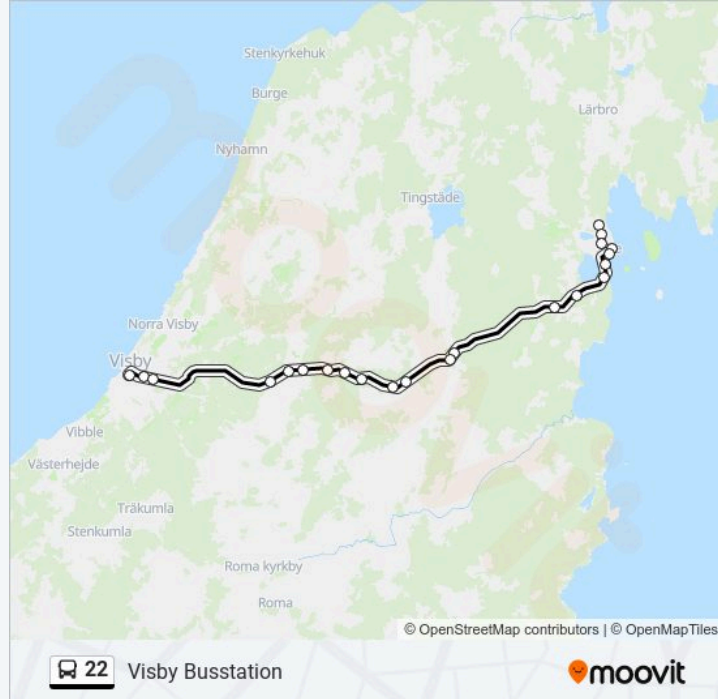 Stenkyrkehuk
Burge
Lärbro
Nyhamn
Tingstäde
Norra Visby
Visby
Vibble
Västerhejde
Träkumla
Stenkumla
Roma kyrkby
Roma
© OpenStreetMap contributors | © OpenMapTiles
22 Visby Busstation
moovit